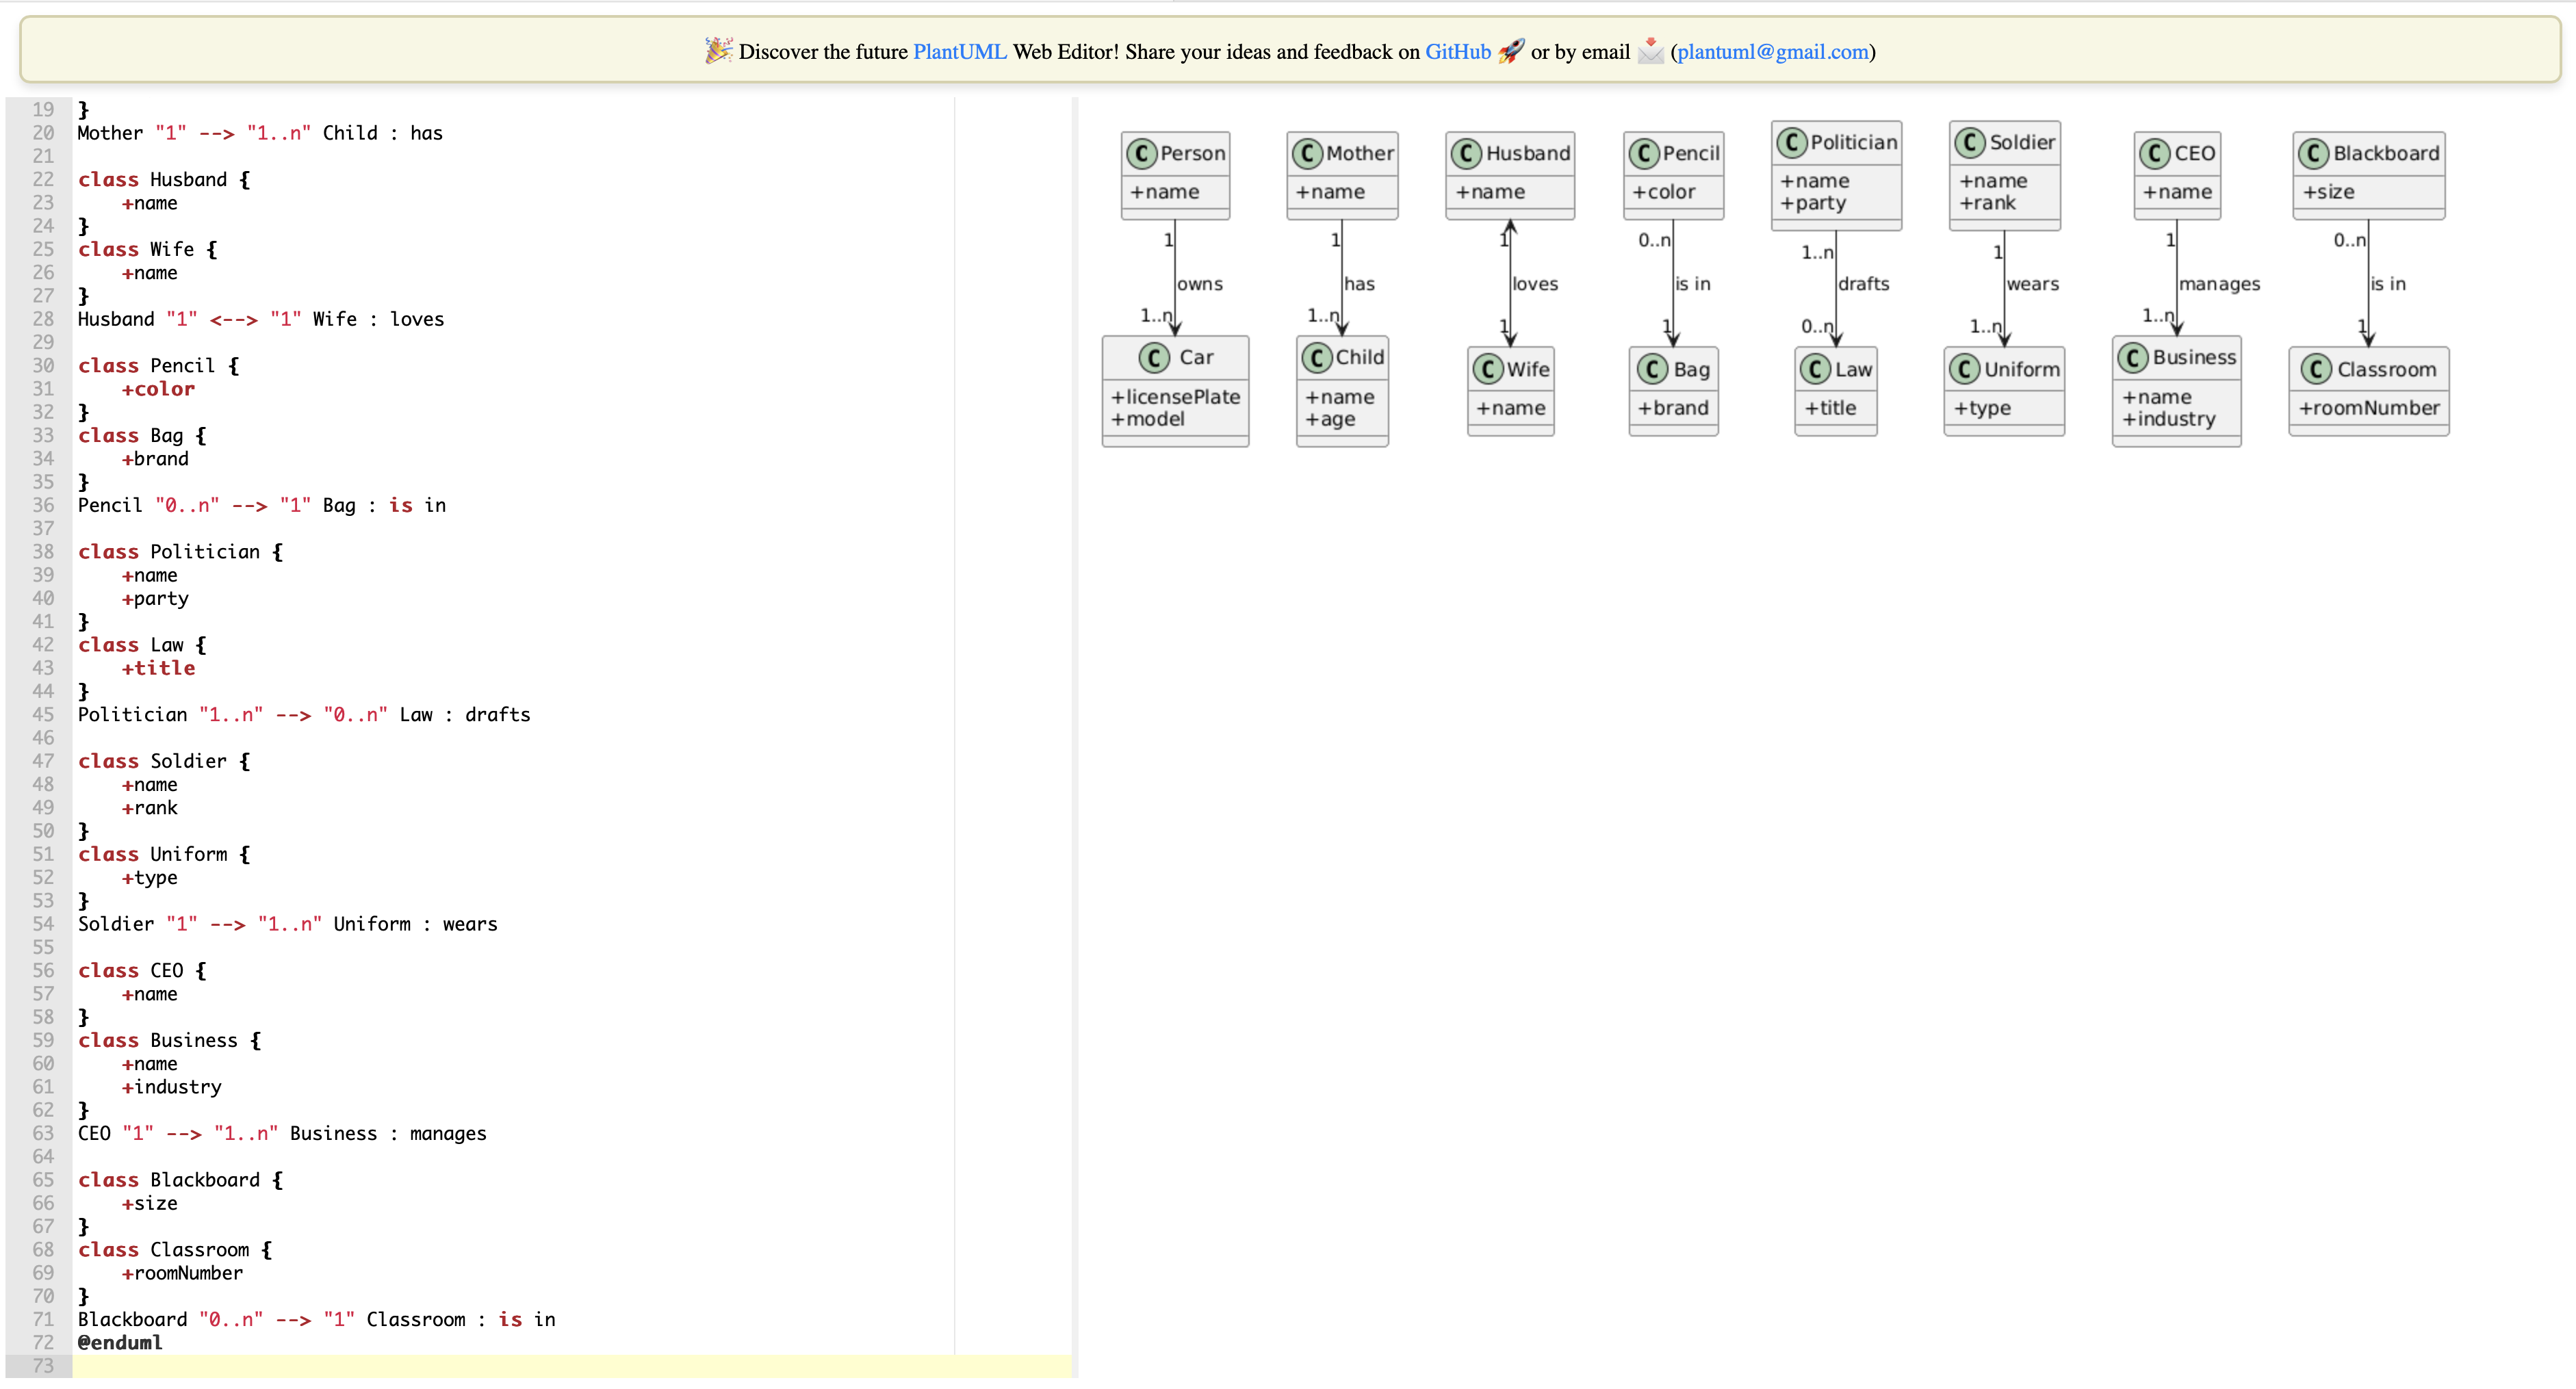 🎉 Discover the future PlantUML Web Editor! Share your ideas and feedback on GitHub 🚀 or by email 📩 (plantuml@gmail.com)
19 }
20 Mother "1" --> "1..n" Child : has
21
22 class Husband {
23     +name
24 }
25 class Wife {
26     +name
27 }
28 Husband "1" <--> "1" Wife : loves
29
30 class Pencil {
31     +color
32 }
33 class Bag {
34     +brand
35 }
36 Pencil "0..n" --> "1" Bag : is in
37
38 class Politician {
39     +name
40     +party
41 }
42 class Law {
43     +title
44 }
45 Politician "1..n" --> "0..n" Law : drafts
46
47 class Soldier {
48     +name
49     +rank
50 }
51 class Uniform {
52     +type
53 }
54 Soldier "1" --> "1..n" Uniform : wears
55
56 class CEO {
57     +name
58 }
59 class Business {
60     +name
61     +industry
62 }
63 CEO "1" --> "1..n" Business : manages
64
65 class Blackboard {
66     +size
67 }
68 class Classroom {
69     +roomNumber
70 }
71 Blackboard "0..n" --> "1" Classroom : is in
72 @enduml
73
C Person
+name
1
owns
1..n
C Car
+licensePlate
+model
C Mother
+name
1
has
1..n
C Child
+name
+age
C Husband
+name
1
loves
1
C Wife
+name
C Pencil
+color
0..n
is in
1
C Bag
+brand
C Politician
+name
+party
1..n
drafts
0..n
C Law
+title
C Soldier
+name
+rank
1
wears
1..n
C Uniform
+type
C CEO
+name
1
manages
1..n
C Business
+name
+industry
C Blackboard
+size
0..n
is in
1
C Classroom
+roomNumber